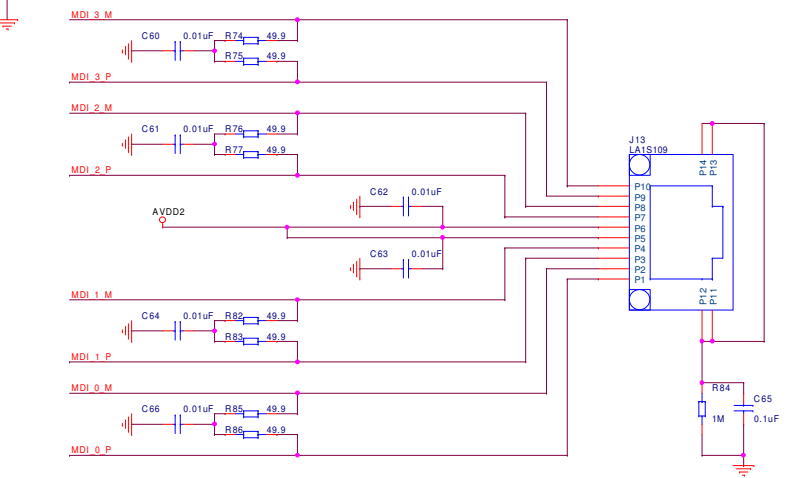 MDI_3_M
C60 0.01uF R74 49.9
R75 49.9
MDI_3_P
MDI_2_M
C61 0.01uF R76 49.9
R77 49.9
MDI_2_P
C62 0.01uF
AVDD2
C63 0.01uF
MDI_1_M
C64 0.01uF R82 49.9
R83 49.9
MDI_1_P
MDI_0_M
C66 0.01uF R85 49.9
R86 49.9
MDI_0_P
J13
LA1S109
P14
P13
P10
P9
P8
P7
P6
P5
P4
P3
P2
P1
P12
P11
R84
1M
C65
0.1uF